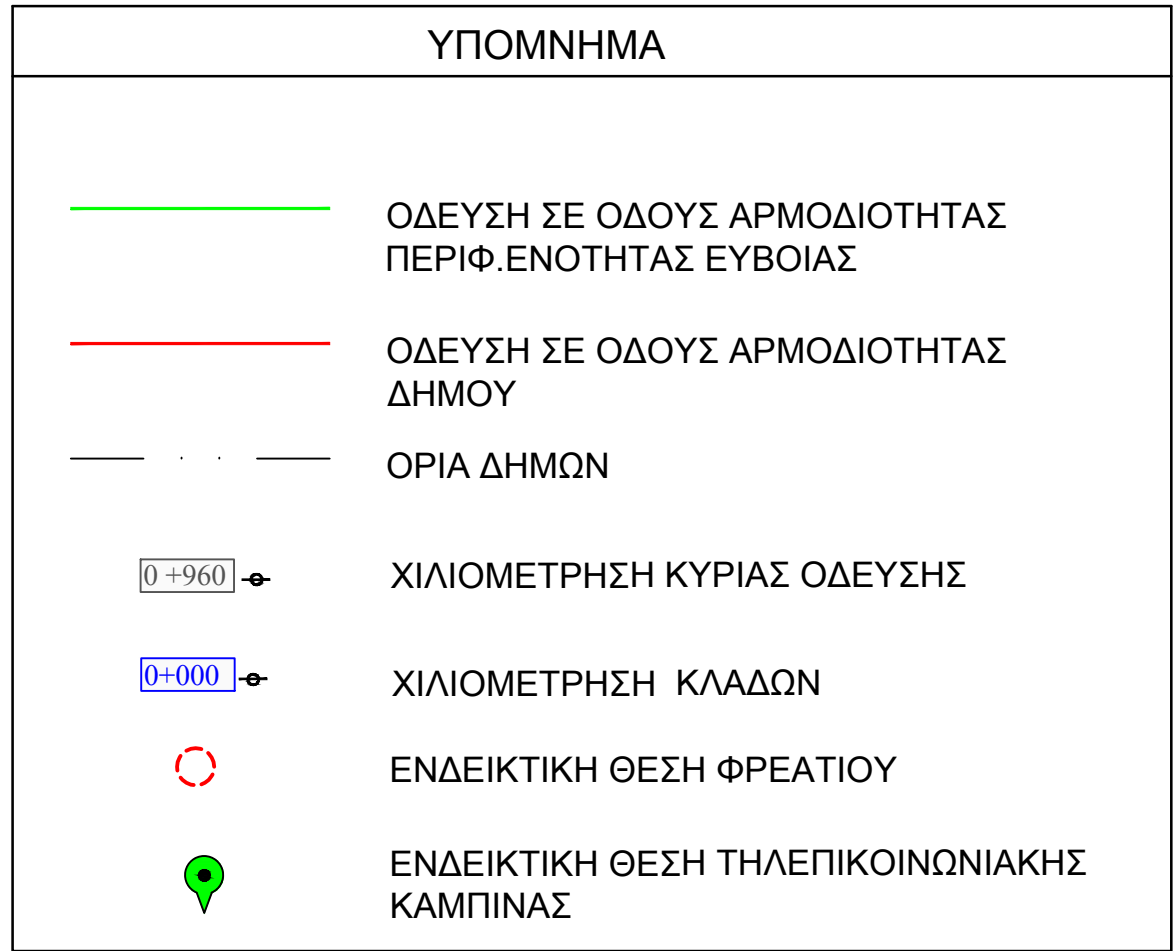 ΥΠΟΜΝΗΜΑ
ΟΔΕΥΣΗ ΣΕ ΟΔΟΥΣ ΑΡΜΟΔΙΟΤΗΤΑΣ
ΠΕΡΙΦ.ΕΝΟΤΗΤΑΣ ΕΥΒΟΙΑΣ
ΟΔΕΥΣΗ ΣΕ ΟΔΟΥΣ ΑΡΜΟΔΙΟΤΗΤΑΣ
ΔΗΜΟΥ
ΟΡΙΑ ΔΗΜΩΝ
0 +960 ΧΙΛΙΟΜΕΤΡΗΣΗ ΚΥΡΙΑΣ ΟΔΕΥΣΗΣ
0+000 ΧΙΛΙΟΜΕΤΡΗΣΗ ΚΛΑΔΩΝ
ΕΝΔΕΙΚΤΙΚΗ ΘΕΣΗ ΦΡΕΑΤΙΟΥ
ΕΝΔΕΙΚΤΙΚΗ ΘΕΣΗ ΤΗΛΕΠΙΚΟΙΝΩΝΙΑΚΗΣ
ΚΑΜΠΙΝΑΣ